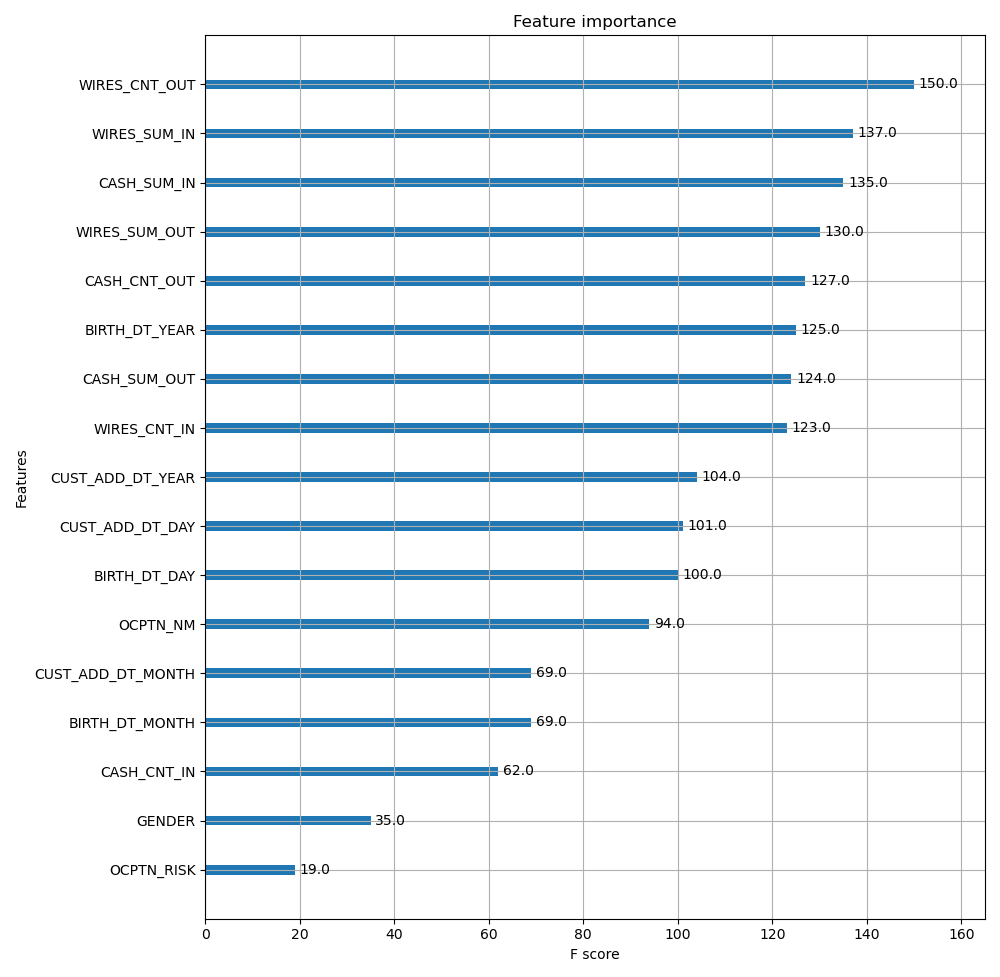 Feature importance
WIRES_CNT_OUT 150.0
WIRES_SUM_IN 137.0
CASH_SUM_IN 135.0
WIRES_SUM_OUT 130.0
CASH_CNT_OUT 127.0
BIRTH_DT_YEAR 125.0
CASH_SUM_OUT 124.0
WIRES_CNT_IN 123.0
CUST_ADD_DT_YEAR 104.0
CUST_ADD_DT_DAY 101.0
BIRTH_DT_DAY 100.0
OCPTN_NM 94.0
CUST_ADD_DT_MONTH 69.0
BIRTH_DT_MONTH 69.0
CASH_CNT_IN 62.0
GENDER 35.0
OCPTN_RISK 19.0
Features
0 20 40 60 80 100 120 140 160
F score